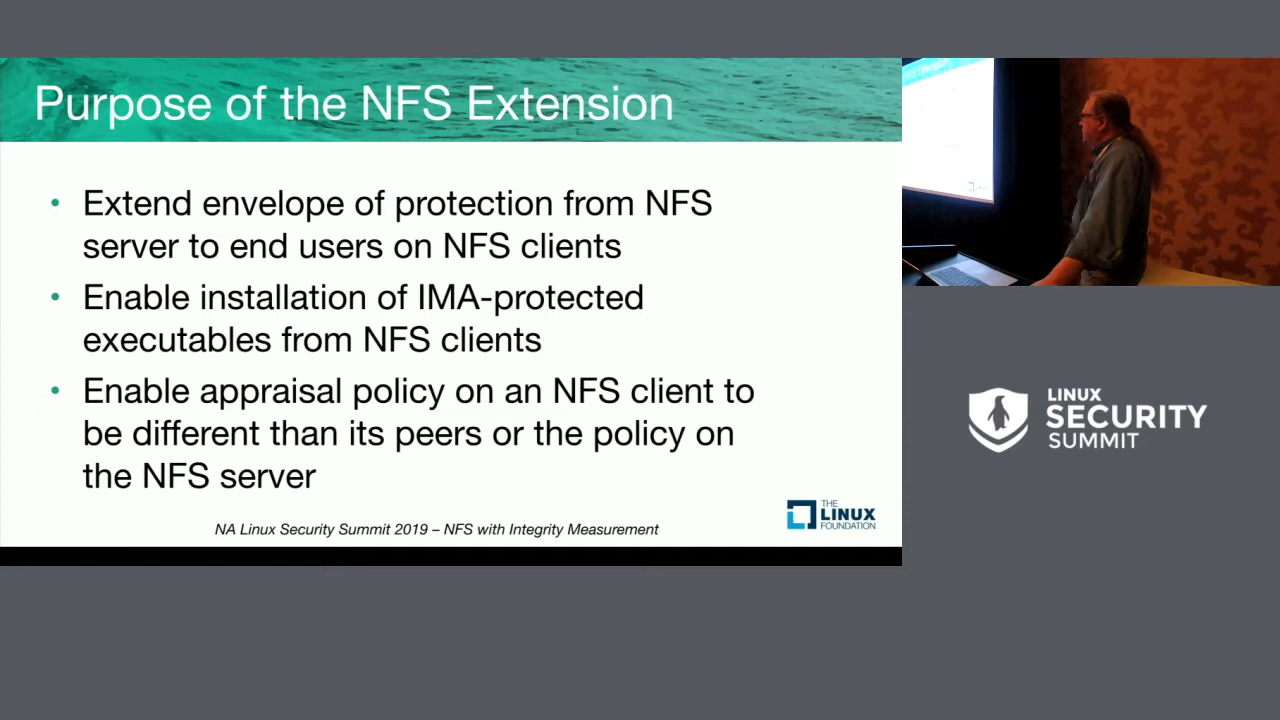 Purpose of the NFS Extension
• Extend envelope of protection from NFS
server to end users on NFS clients
• Enable installation of IMA-protected
executables from NFS clients
• Enable appraisal policy on an NFS client to
be different than its peers or the policy on
the NFS server
NA Linux Security Summit 2019 – NFS with Integrity Measurement
THE
LINUX
FOUNDATION
LINUX
SECURITY
SUMMIT